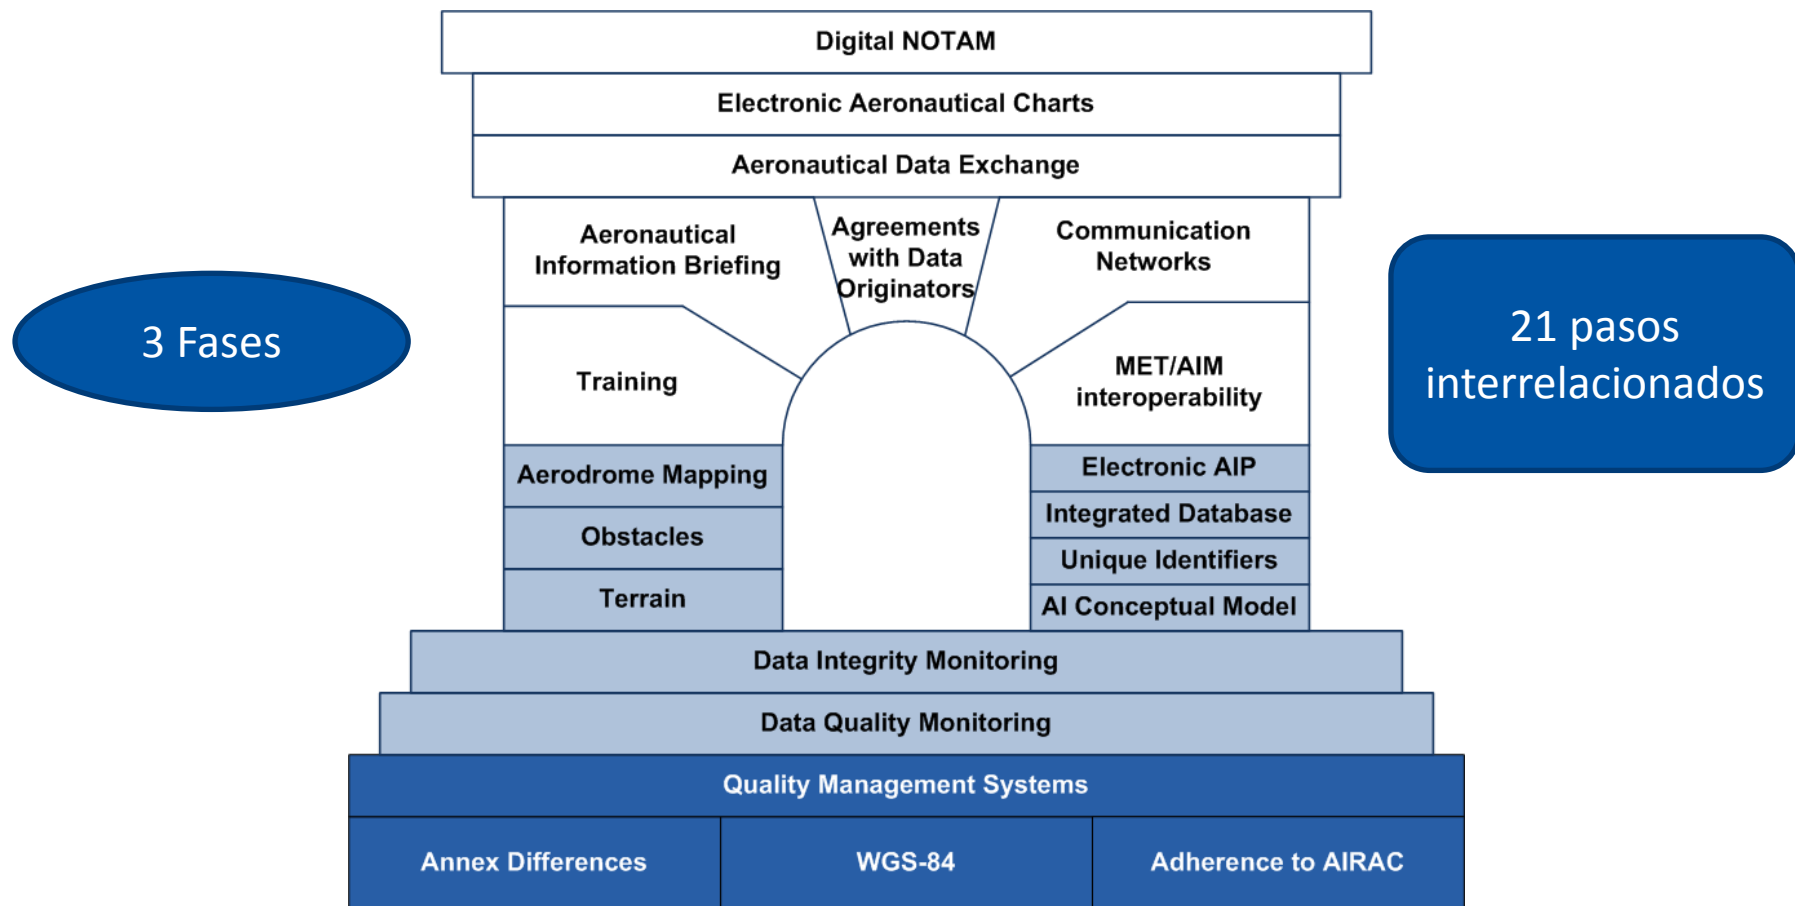 Digital NOTAM
Electronic Aeronautical Charts
Aeronautical Data Exchange
Aeronautical
Information Briefing
Agreements
with Data
Originators
Communication
Networks
3 Fases
21 pasos
interrelacionados
Training
MET/AIM
interoperability
Aerodrome Mapping
Obstacles
Terrain
Electronic AIP
Integrated Database
Unique Identifiers
AI Conceptual Model
Data Integrity Monitoring
Data Quality Monitoring
Quality Management Systems
Annex Differences
WGS-84
Adherence to AIRAC